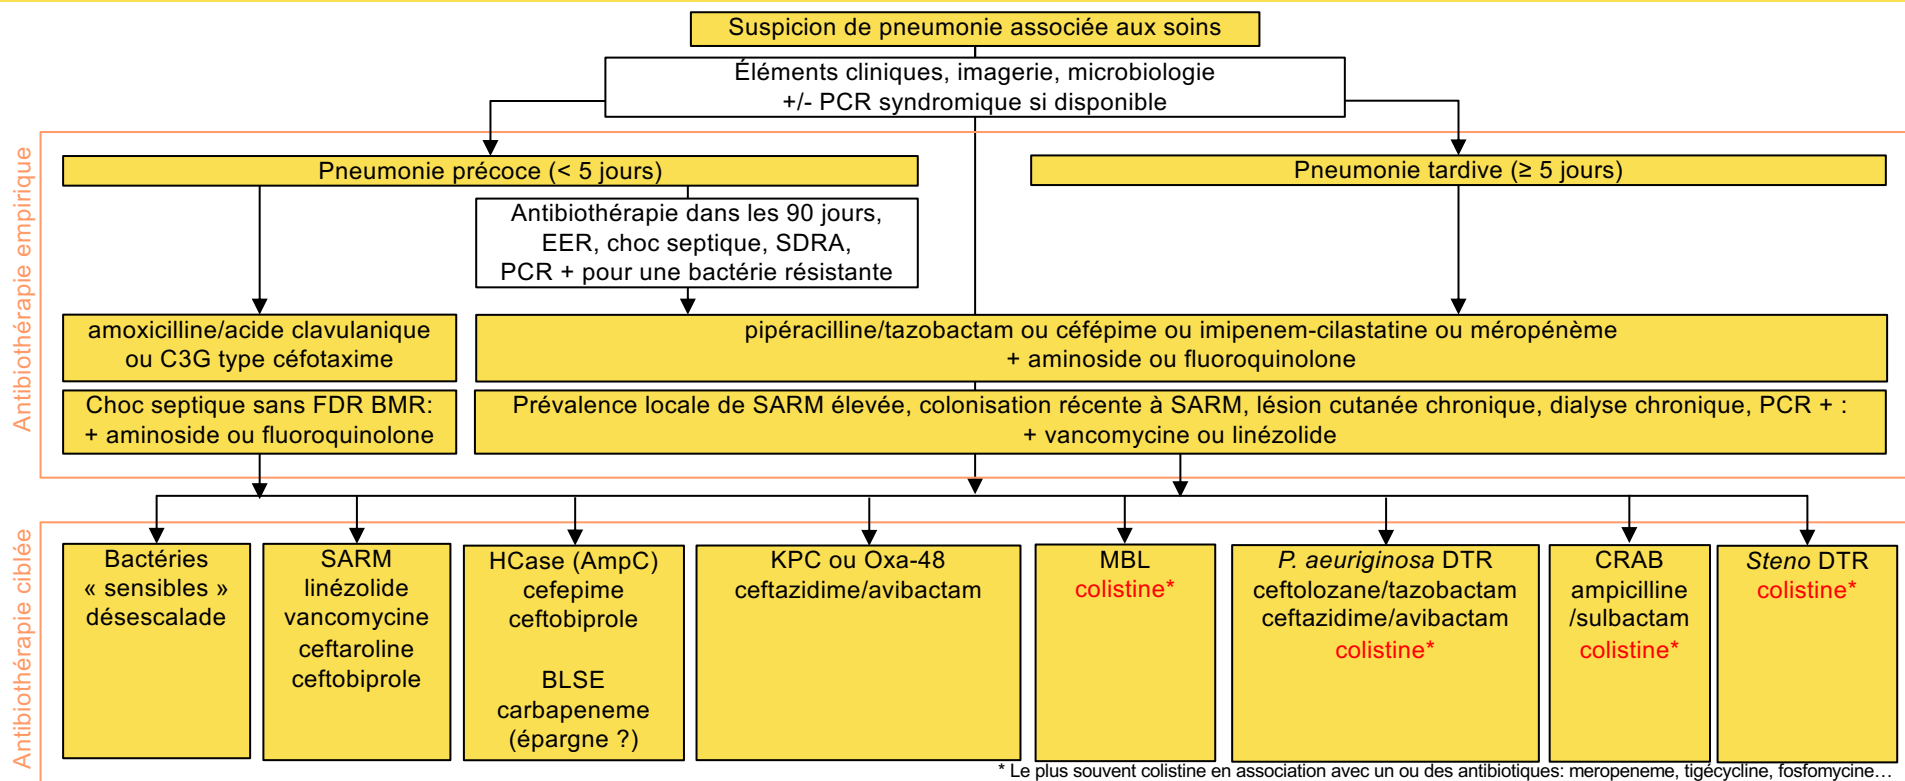 Suspicion de pneumonie associée aux soins
Éléments cliniques, imagerie, microbiologie
+/- PCR syndromique si disponible
Antibiothérapie empirique
Pneumonie précoce (< 5 jours)
Pneumonie tardive (≥ 5 jours)
Antibiothérapie dans les 90 jours,
EER, choc septique, SDRA,
PCR + pour une bactérie résistante
amoxicilline/acide clavulanique
ou C3G type céfotaxime
pipéracilline/tazobactam ou céfépime ou imipenem-cilastatine ou méropénème
+ aminoside ou fluoroquinolone
Choc septique sans FDR BMR:
+ aminoside ou fluoroquinolone
Prévalence locale de SARM élevée, colonisation récente à SARM, lésion cutanée chronique, dialyse chronique, PCR + :
+ vancomycine ou linézolide
Antibiothérapie ciblée
Bactéries
« sensibles »
désescalade
SARM
linézolide
vancomycine
ceftaroline
ceftobiprole
HCase (AmpC)
cefepime
ceftobiprole
BLSE
carbapeneme
(épargne ?)
KPC ou Oxa-48
ceftazidime/avibactam
MBL
colistine*
P. aeuriginosa DTR
ceftolozane/tazobactam
ceftazidime/avibactam
colistine*
CRAB
ampicilline
/sulbactam
colistine*
Steno DTR
colistine*
* Le plus souvent colistine en association avec un ou des antibiotiques: meropeneme, tigécycline, fosfomycine…